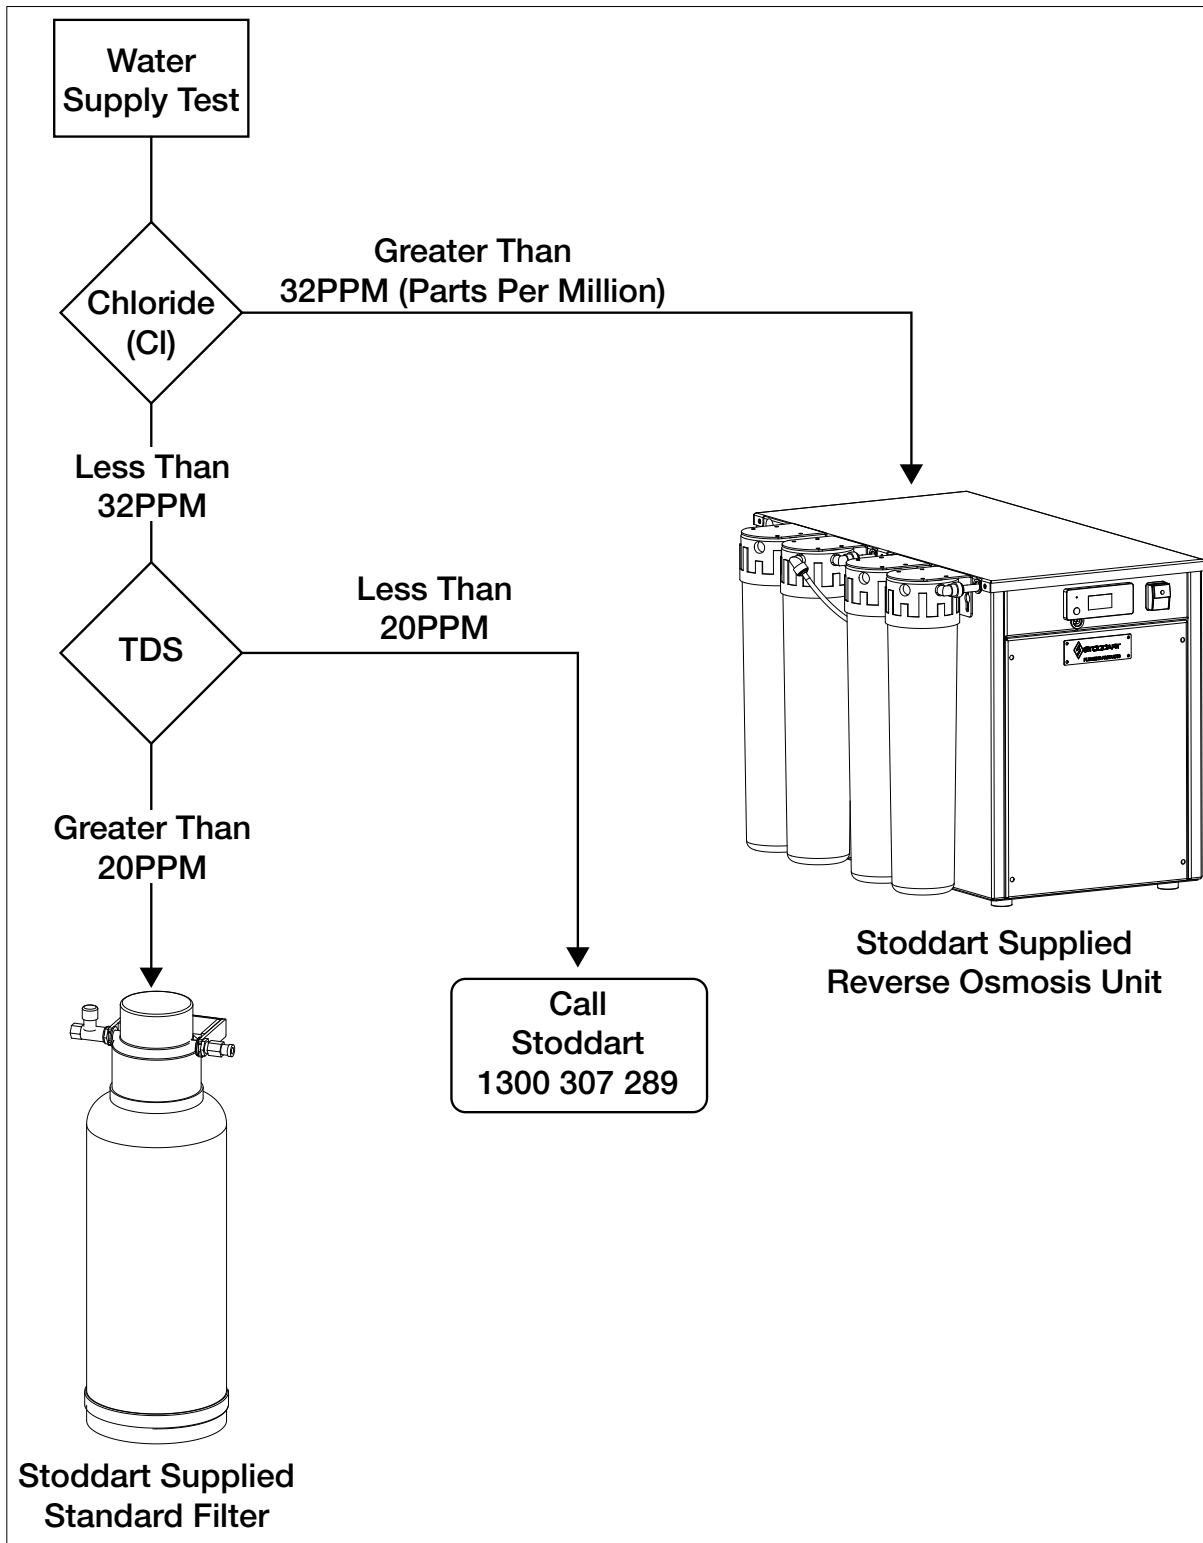 Water
Supply Test
Greater Than
32PPM (Parts Per Million)
Chloride
(Cl)
Less Than
32PPM
Less Than
20PPM
TDS
STODDART
Greater Than
20PPM
Stoddart Supplied
Reverse Osmosis Unit
Call
Stoddart
1300 307 289
Stoddart Supplied
Standard Filter